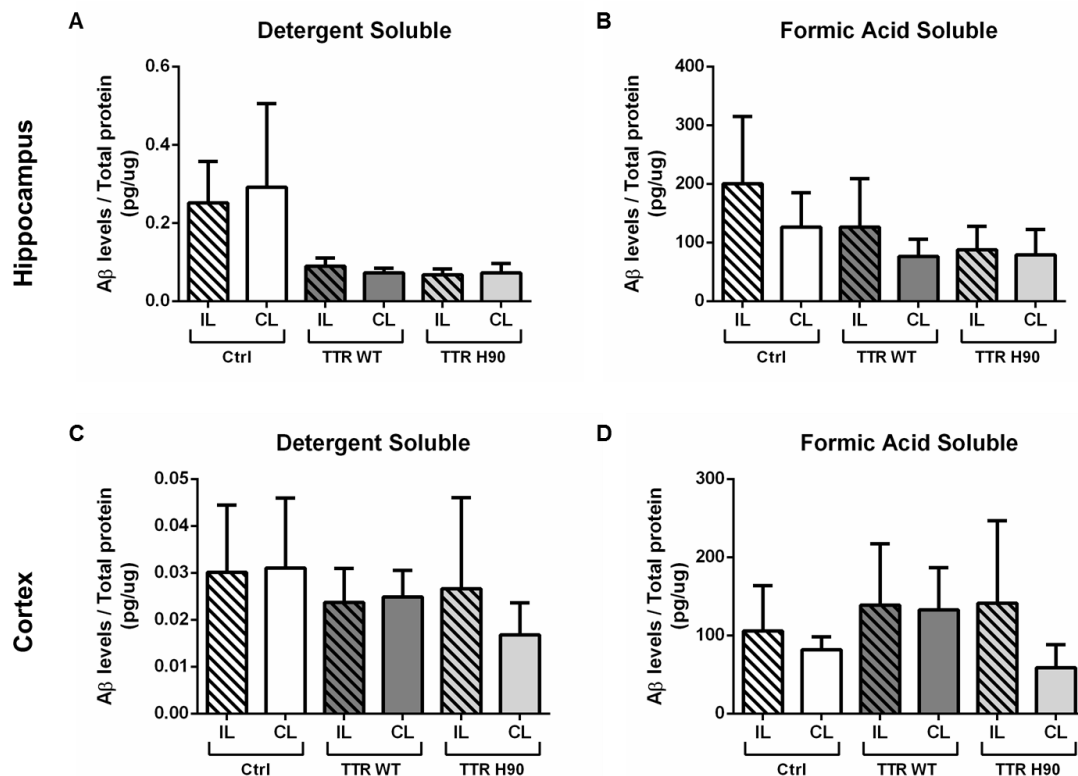 A
Detergent Soluble
Hippocampus
Aβ levels / Total protein
(pg/ug)
0.6
0.4
0.2
0.0
IL CL IL CL IL CL
Ctrl TTR WT TTR H90
B
Formic Acid Soluble
Aβ levels / Total protein
(pg/ug)
400
300
200
100
0
IL CL IL CL IL CL
Ctrl TTR WT TTR H90
C
Detergent Soluble
Cortex
Aβ levels / Total protein
(pg/ug)
0.05
0.04
0.03
0.02
0.01
0.00
IL CL IL CL IL CL
Ctrl TTR WT TTR H90
D
Formic Acid Soluble
Aβ levels / Total protein
(pg/ug)
300
200
100
0
IL CL IL CL IL CL
Ctrl TTR WT TTR H90